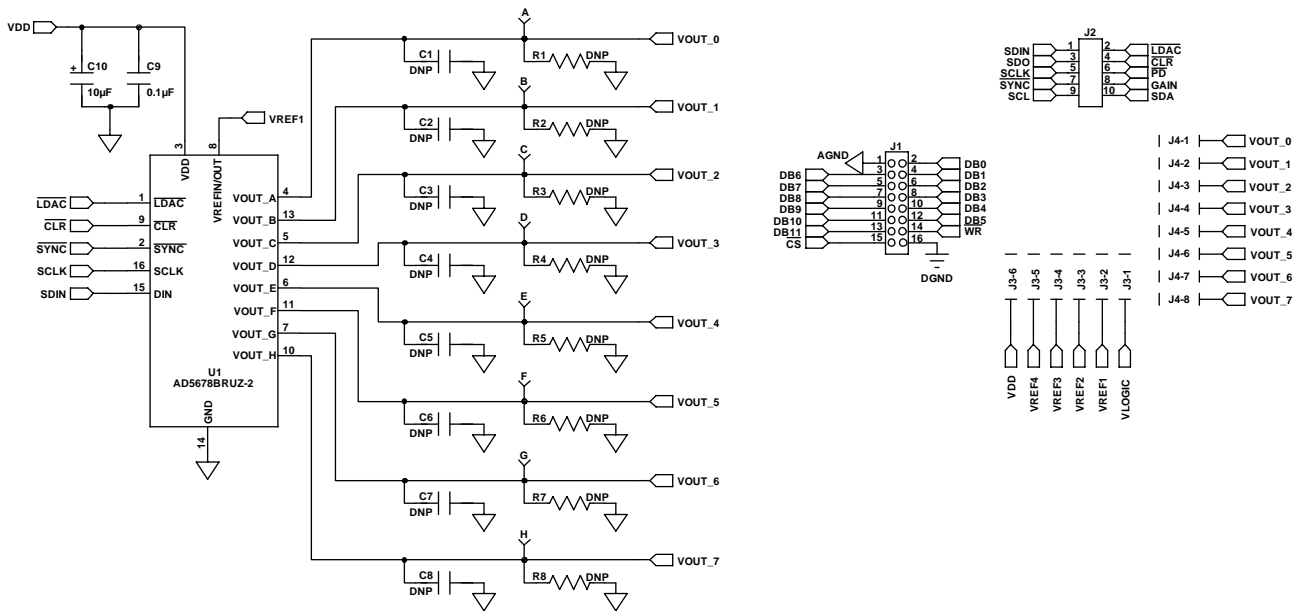 VDD
C10
10µF
C9
0.1µF
VREF1
3
8
VDD
VREFIN/OUT
LDAC 1 LDAC
CLR 9 CLR
SYNC 2 SYNC
SCLK 16 SCLK
SDIN 15 DIN
VOUT_A 4
VOUT_B 13
VOUT_C 5
VOUT_D 12
VOUT_E 6
VOUT_F 11
VOUT_G 7
VOUT_H 10
U1
AD5678BRUZ-2
GND
14
A
C1
DNP
R1 DNP
VOUT_0
B
C2
DNP
R2 DNP
VOUT_1
C
C3
DNP
R3 DNP
VOUT_2
D
C4
DNP
R4 DNP
VOUT_3
E
C5
DNP
R5 DNP
VOUT_4
F
C6
DNP
R6 DNP
VOUT_5
G
C7
DNP
R7 DNP
VOUT_6
H
C8
DNP
R8 DNP
VOUT_7
J1
AGND 1 2 DB0
DB6 3 4 DB1
DB7 5 6 DB2
DB8 7 8 DB3
DB9 9 10 DB4
DB10 11 12 DB5
DB11 13 14 WR
CS 15 16
DGND
J2
SDIN 1 2 LDAC
SDO 3 4 CLR
SCLK 5 6 PD
SYNC 7 8 GAIN
SCL 9 10 SDA
J4-1 VOUT_0
J4-2 VOUT_1
J4-3 VOUT_2
J4-4 VOUT_3
J4-5 VOUT_4
J4-6 VOUT_5
J4-7 VOUT_6
J4-8 VOUT_7
J3-6 VDD
J3-5 VREF4
J3-4 VREF3
J3-3 VREF2
J3-2 VREF1
J3-1 VLOGIC